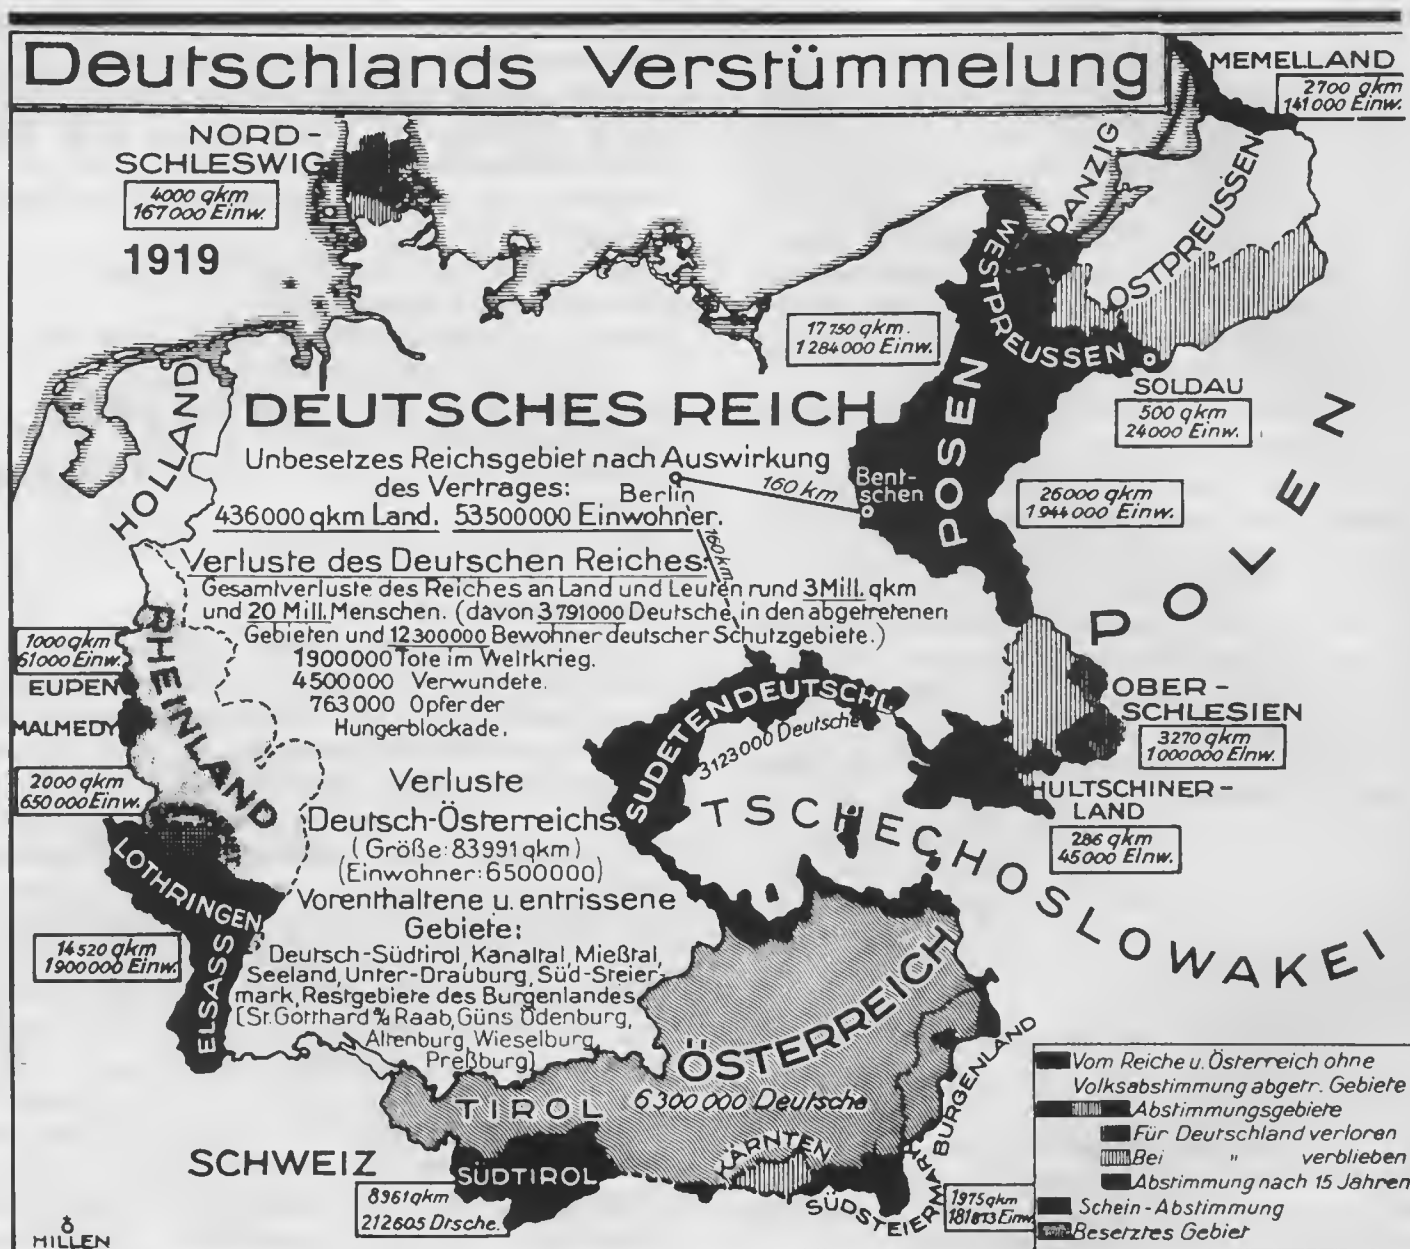 Deutschlands Verstümmelung
MEMELLAND
2700 qkm
141000 Einw.
NORD-
SCHLESWIG
4000 qkm
167000 Einw.
1919
DANZIG
WESTPREUSSEN
OSTPREUSSEN
17750 qkm.
1284000 Einw.
SOLDAU
500 qkm
24000 Einw.
HOLLAND
DEUTSCHES REICH
POSEN
POLEN
Unbesetzes Reichsgebiet nach Auswirkung
des Vertrages:
Berlin
160 km
Bent-
schen
436000 qkm Land. 53500000 Einwohner.
26000 qkm
1944000 Einw.
160 km
Verluste des Deutschen Reiches:
Gesamtverluste des Reiches an Land und Leuten rund 3 Mill. qkm
und 20 Mill. Menschen. (davon 3791000 Deutsche in den abgetretenen
Gebieten und 12300000 Bewohner deutscher Schutzgebiete.)
1900000 Tote im Weltkrieg.
4500000 Verwundete.
763000 Opfer der
Hungerblockade.
RHEINLAND
1000 qkm
61000 Einw.
EUPEN
MALMEDY
2000 qkm
650000 Einw.
SUDETENDEUTSCHL.
3123000 Deutsche
OBER-
SCHLESIEN
3270 qkm
1000000 Einw.
HULTSCHINER-
LAND
286 qkm
45000 Einw.
TSCHECHOSLOWAKEI
LOTHRINGEN
ELSASS
14520 qkm
1900000 Einw.
Verluste
Deutsch-Österreichs.
(Größe: 83991 qkm)
(Einwohner: 6500000)
Vorenthaltene u. entrissene
Gebiete:
Deutsch-Südtirol, Kanaltal, Mießtal,
Seeland, Unter-Drauburg, Süd-Steier-
mark, Restgebiete des Burgenlandes
[St. Gotthard a/d Raab, Güns Ödenburg,
Altenburg, Wieselburg,
Preßburg]
ÖSTERREICH
6300000 Deutsche
TIROL
BURGENLAND
SCHWEIZ
SÜDTIROL
KÄRNTEN
SÜDSTEIERMARK
8961 qkm
212605 Dtsche.
1975 qkm
181873 Einw.
Vom Reiche u. Österreich ohne
Volksabstimmung abgetr. Gebiete
Abstimmungsgebiete
Für Deutschland verloren
Bei " verblieben
Abstimmung nach 15 Jahren
Schein-Abstimmung
Besetztes Gebiet
HILLEN